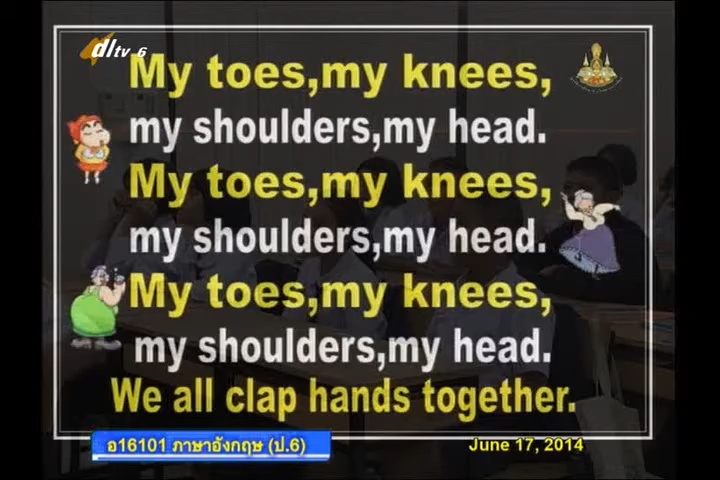 dltv 6
My toes,my knees,
my shoulders,my head.
My toes,my knees,
my shoulders,my head.
My toes,my knees,
my shoulders,my head.
We all clap hands together.
อ16101 ภาษาอังกฤษ (ป.6)
June 17, 2014